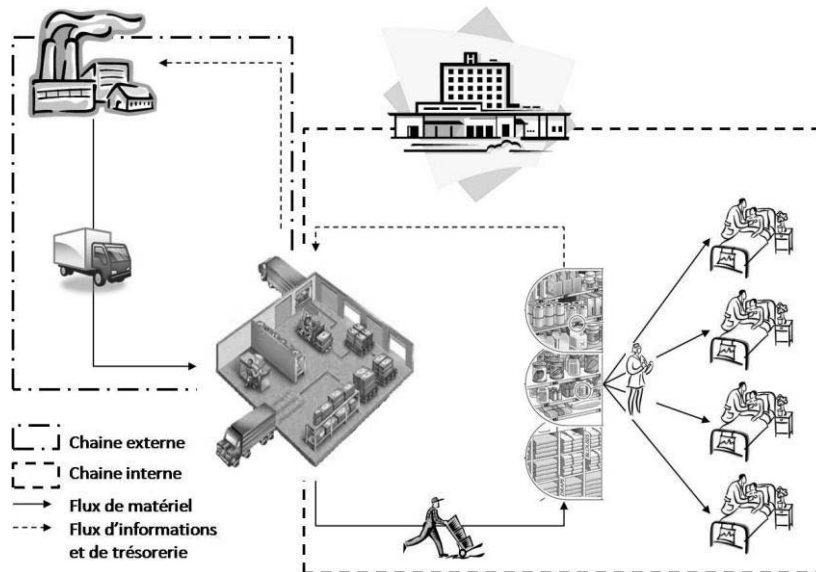 H
Chaine externe
Chaine interne
Flux de matériel
Flux d'informations
et de trésorerie